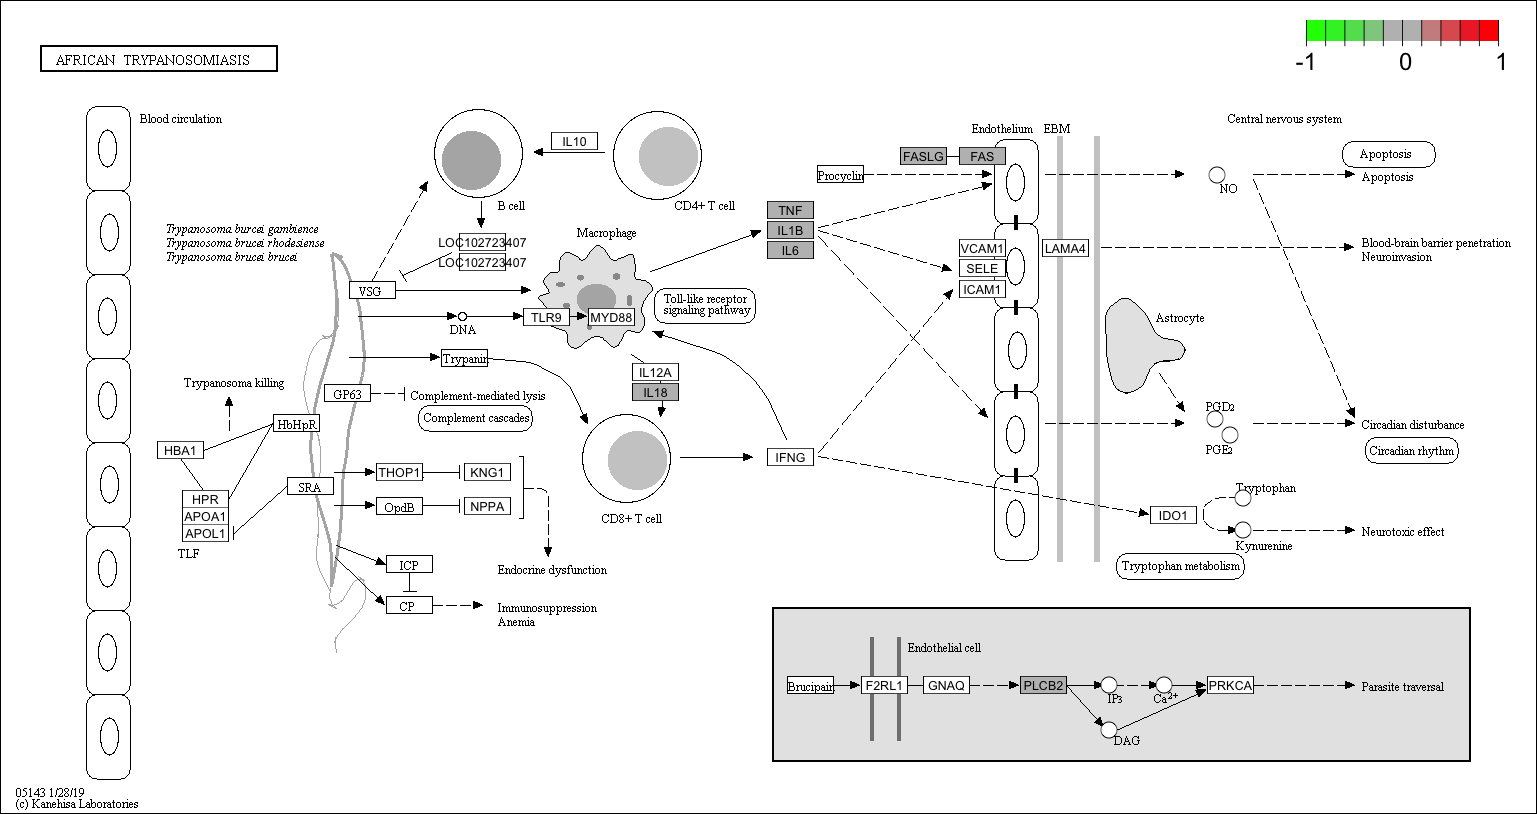 AFRICAN TRYPANOSOMIASIS
-1 0 1
Blood circulation
IL10
B cell
CD4+ T cell
Endothelium
EBM
Central nervous system
FASLG
FAS
Procyclin
NO
Apoptosis
Apoptosis
Trypanosoma burcei gambience
Trypanosoma brucei rhodesiense
Trypanosoma brucei brucei
LOC102723407
LOC102723407
Macrophage
TNF
IL1B
IL6
VCAM1
SELE
ICAM1
LAMA4
Blood-brain barrier penetration
Neuroinvasion
VSG
DNA
TLR9
MYD88
Toll-like receptor
signaling pathway
Trypanin
IL12A
IL18
Astrocyte
Trypanosoma killing
GP63
Complement-mediated lysis
Complement cascades
HbHpR
HBA1
HPR
APOA1
APOL1
TLF
SRA
THOP1
KNG1
OpdB
NPPA
CD8+ T cell
IFNG
PGD2
PGE2
Circadian disturbance
Circadian rhythm
Tryptophan
IDO1
Kynurenine
Neurotoxic effect
Tryptophan metabolism
ICP
CP
Endocrine dysfunction
Immunosuppression
Anemia
Endothelial cell
Brucipain
F2RL1
GNAQ
PLCB2
IP3
Ca2+
PRKCA
DAG
Parasite traversal
05143 1/28/19
(c) Kanehisa Laboratories